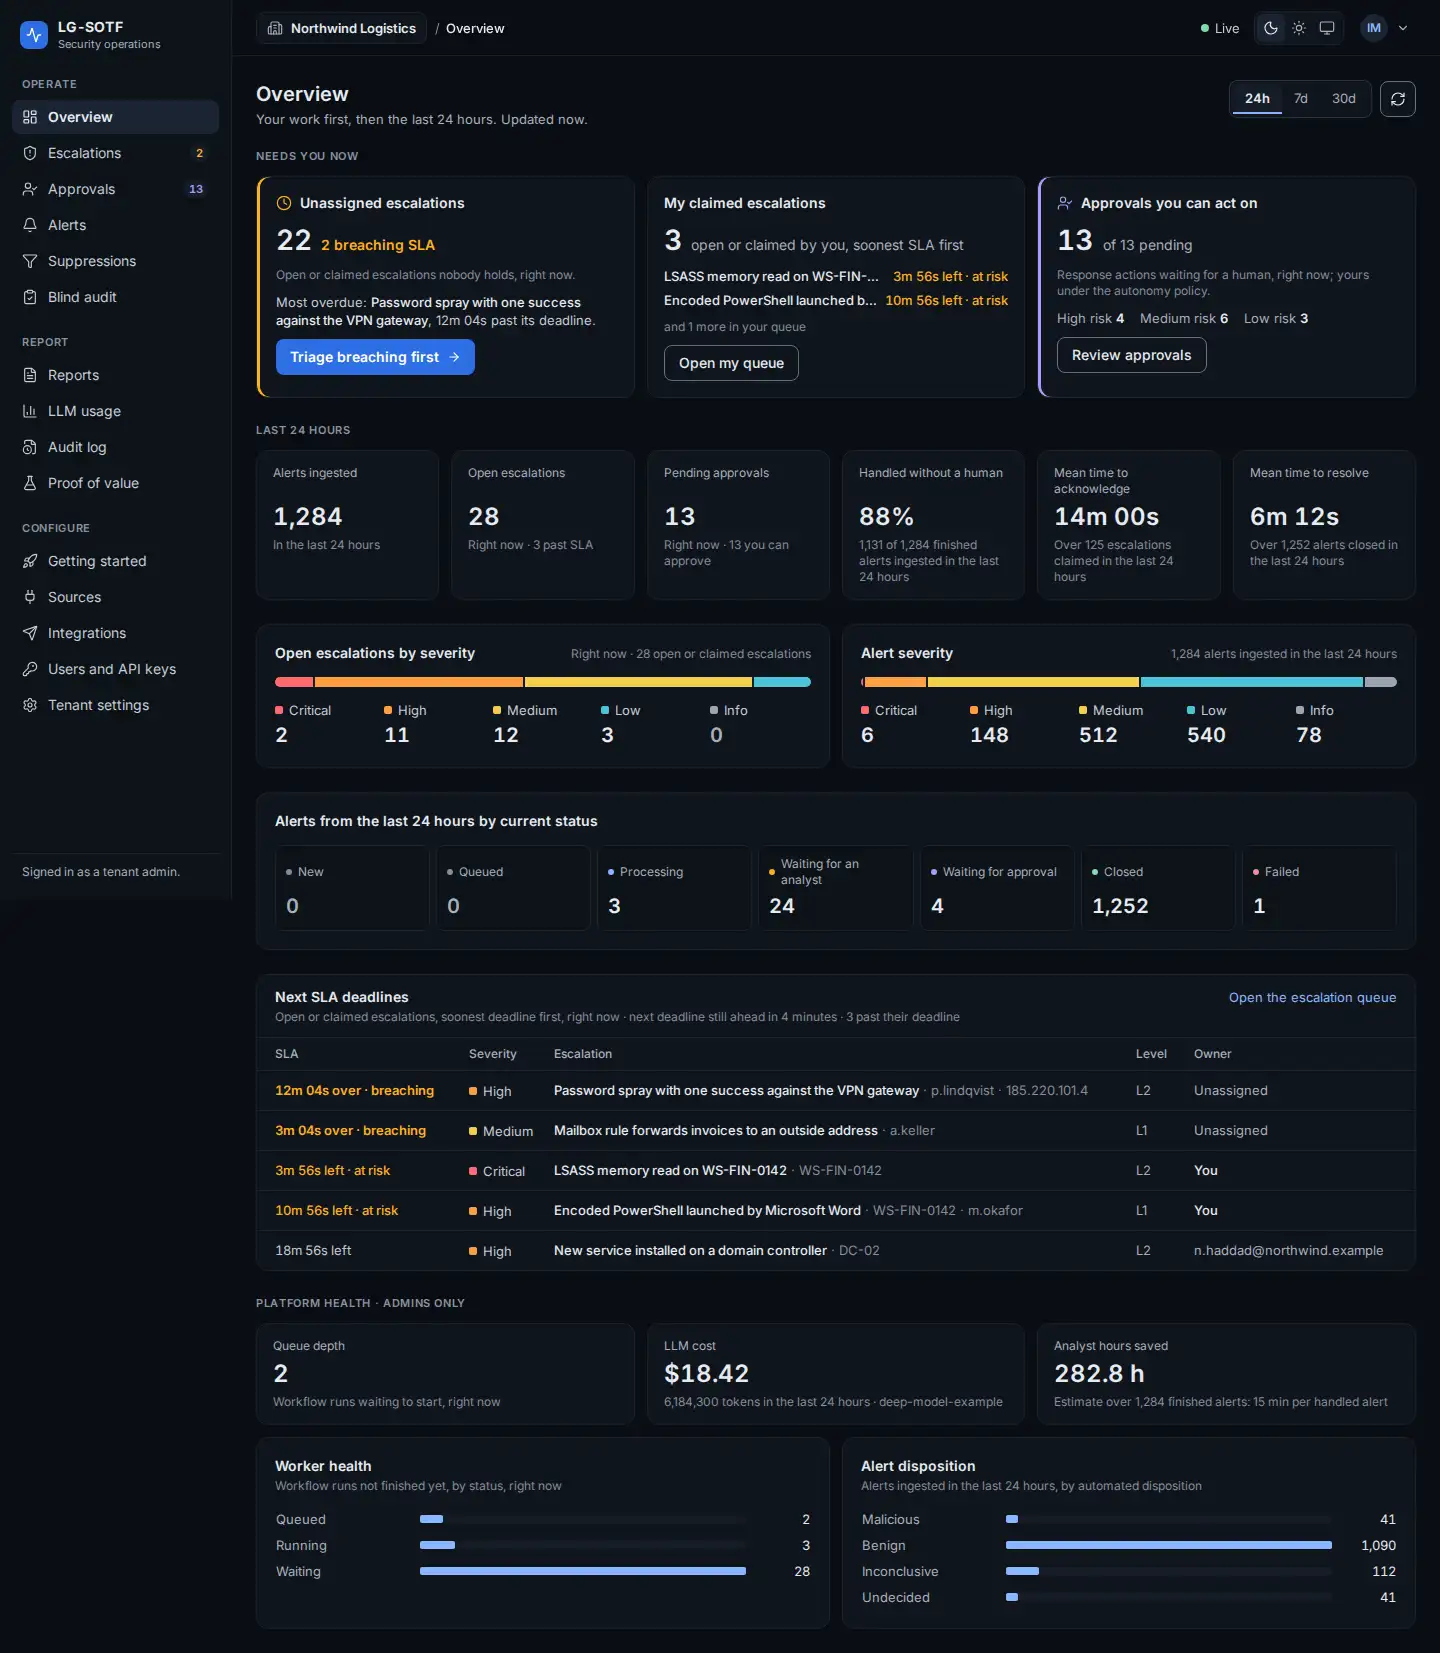 LG-SOTF
Security operations
OPERATE
Overview
Escalations 2
Approvals 13
Alerts
Suppressions
Blind audit
REPORT
Reports
LLM usage
Audit log
Proof of value
CONFIGURE
Getting started
Sources
Integrations
Users and API keys
Tenant settings
Signed in as a tenant admin.
Northwind Logistics / Overview
Live
IM
Overview
Your work first, then the last 24 hours. Updated now.
24h 7d 30d
NEEDS YOU NOW
Unassigned escalations
22 2 breaching SLA
Open or claimed escalations nobody holds, right now.
Most overdue: Password spray with one success
against the VPN gateway, 12m 04s past its deadline.
Triage breaching first
My claimed escalations
3 open or claimed by you, soonest SLA first
LSASS memory read on WS-FIN-... 3m 56s left · at risk
Encoded PowerShell launched b... 10m 56s left · at risk
and 1 more in your queue
Open my queue
Approvals you can act on
13 of 13 pending
Response actions waiting for a human, right now; yours
under the autonomy policy.
High risk 4 Medium risk 6 Low risk 3
Review approvals
LAST 24 HOURS
Alerts ingested
1,284
In the last 24 hours
Open escalations
28
Right now · 3 past SLA
Pending approvals
13
Right now · 13 you can
approve
Handled without a human
88%
1,131 of 1,284 finished
alerts ingested in the last
24 hours
Mean time to
acknowledge
14m 00s
Over 125 escalations
claimed in the last 24
hours
Mean time to resolve
6m 12s
Over 1,252 alerts closed in
the last 24 hours
Open escalations by severity
Right now · 28 open or claimed escalations
Critical High Medium Low Info
2 11 12 3 0
Alert severity
1,284 alerts ingested in the last 24 hours
Critical High Medium Low Info
6 148 512 540 78
Alerts from the last 24 hours by current status
New
0
Queued
0
Processing
3
Waiting for an
analyst
24
Waiting for approval
4
Closed
1,252
Failed
1
Next SLA deadlines
Open the escalation queue
Open or claimed escalations, soonest deadline first, right now · next deadline still ahead in 4 minutes · 3 past their deadline
SLA Severity Escalation Level Owner
12m 04s over · breaching High Password spray with one success against the VPN gateway · p.lindqvist · 185.220.101.4 L2 Unassigned
3m 04s over · breaching Medium Mailbox rule forwards invoices to an outside address · a.keller L1 Unassigned
3m 56s left · at risk Critical LSASS memory read on WS-FIN-0142 · WS-FIN-0142 L2 You
10m 56s left · at risk High Encoded PowerShell launched by Microsoft Word · WS-FIN-0142 · m.okafor L1 You
18m 56s left High New service installed on a domain controller · DC-02 L2 n.haddad@northwind.example
PLATFORM HEALTH · ADMINS ONLY
Queue depth
2
Workflow runs waiting to start, right now
LLM cost
$18.42
6,184,300 tokens in the last 24 hours · deep-model-example
Analyst hours saved
282.8 h
Estimate over 1,284 finished alerts: 15 min per handled alert
Worker health
Workflow runs not finished yet, by status, right now
Queued 2
Running 3
Waiting 28
Alert disposition
Alerts ingested in the last 24 hours, by automated disposition
Malicious 41
Benign 1,090
Inconclusive 112
Undecided 41